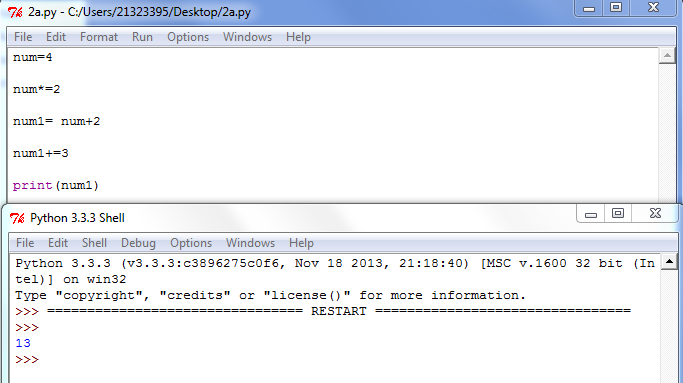 2a.py - C:/Users/21323395/Desktop/2a.py
File Edit Format Run Options Windows Help
num=4
num*=2
num1= num+2
num1+=3
print(num1)
Python 3.3.3 Shell
File Edit Shell Debug Options Windows Help
Python 3.3.3 (v3.3.3:c3896275c0f6, Nov 18 2013, 21:18:40) [MSC v.1600 32 bit (In
tel)] on win32
Type "copyright", "credits" or "license()" for more information.
>>> ================================ RESTART ================================
>>>
13
>>>